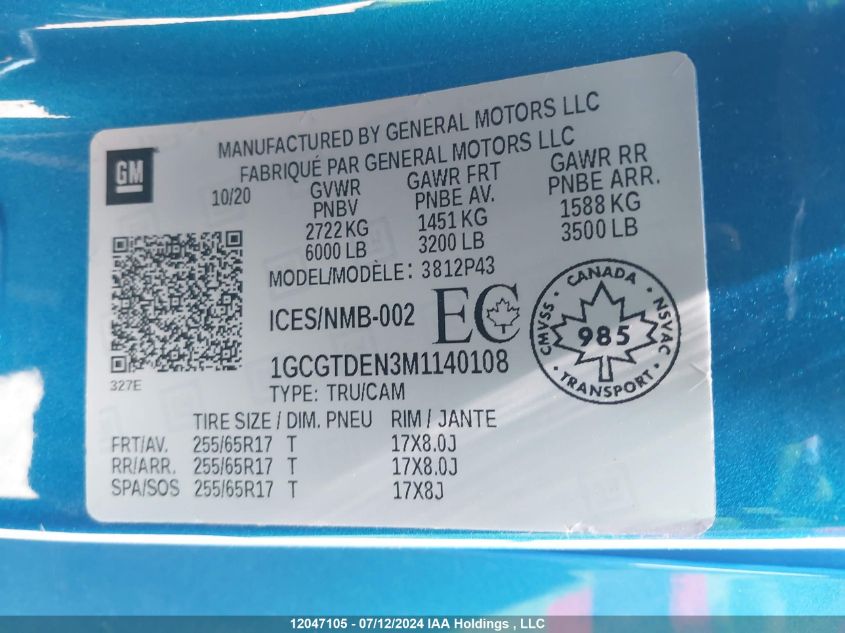 MANUFACTURED BY GENERAL MOTORS LLC
FABRIQUÉ PAR GENERAL MOTORS LLC
GM
10/20
GVWR
PNBV
2722 KG
6000 LB
GAWR FRT
PNBE AV.
1451 KG
3200 LB
GAWR RR
PNBE ARR.
1588 KG
3500 LB
MODEL/MODÈLE: 3812P43
ICES/NMB-002
EC
CANADA
CMVSS
985
NSVAC
TRANSPORT
1GCGTDEN3M1140108
327E
TYPE: TRU/CAM
TIRE SIZE / DIM. PNEU RIM / JANTE
FRT/AV. 255/65R17 T 17X8.0J
RR/ARR. 255/65R17 T 17X8.0J
SPA/SOS 255/65R17 T 17X8J
12047105 - 07/12/2024 IAA Holdings , LLC